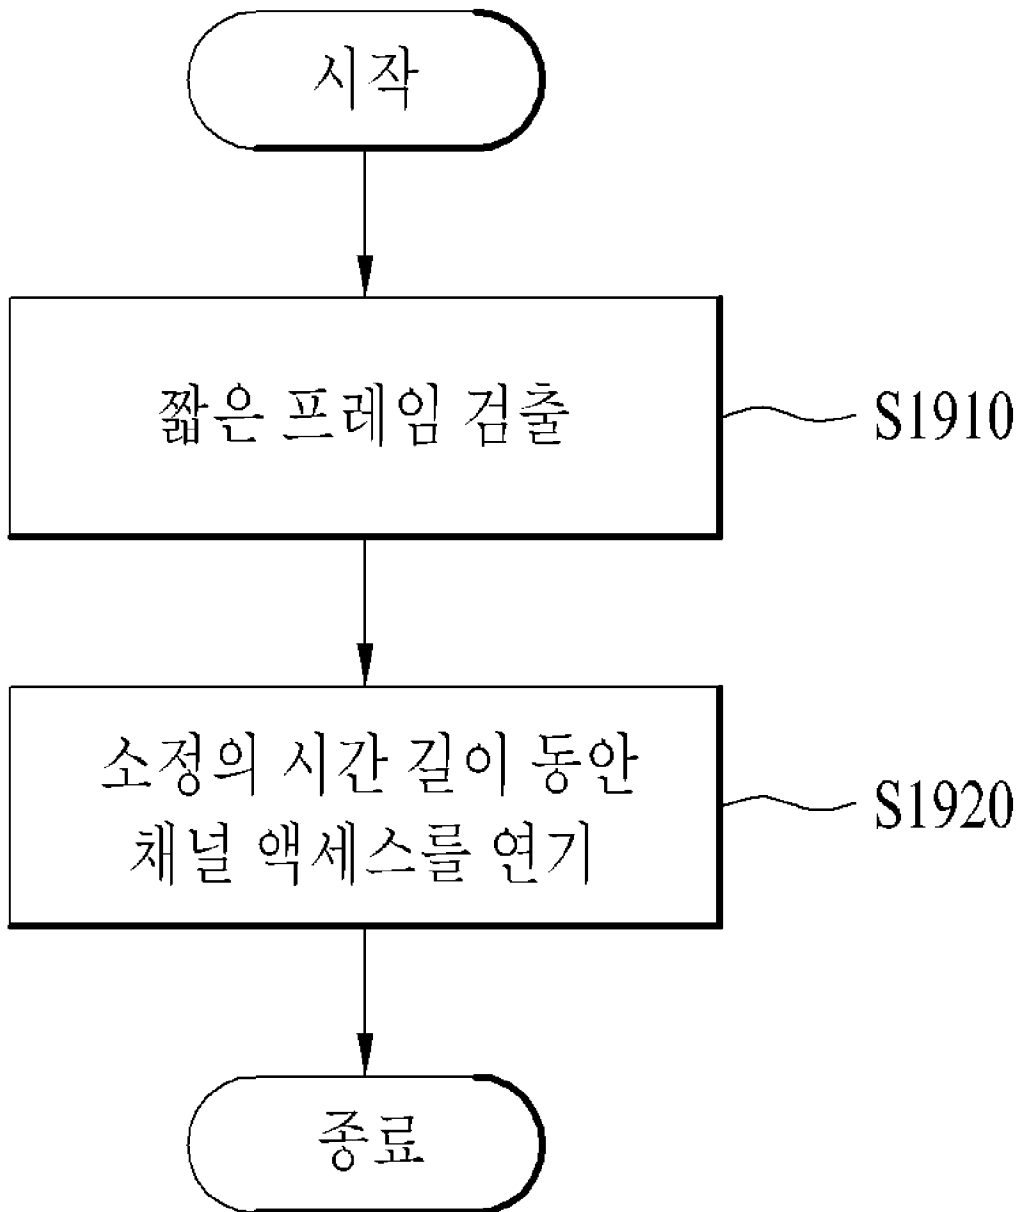 시작
짧은 프레임 검출
S1910
소정의 시간 길이 동안
채널 액세스를 연기
S1920
종료